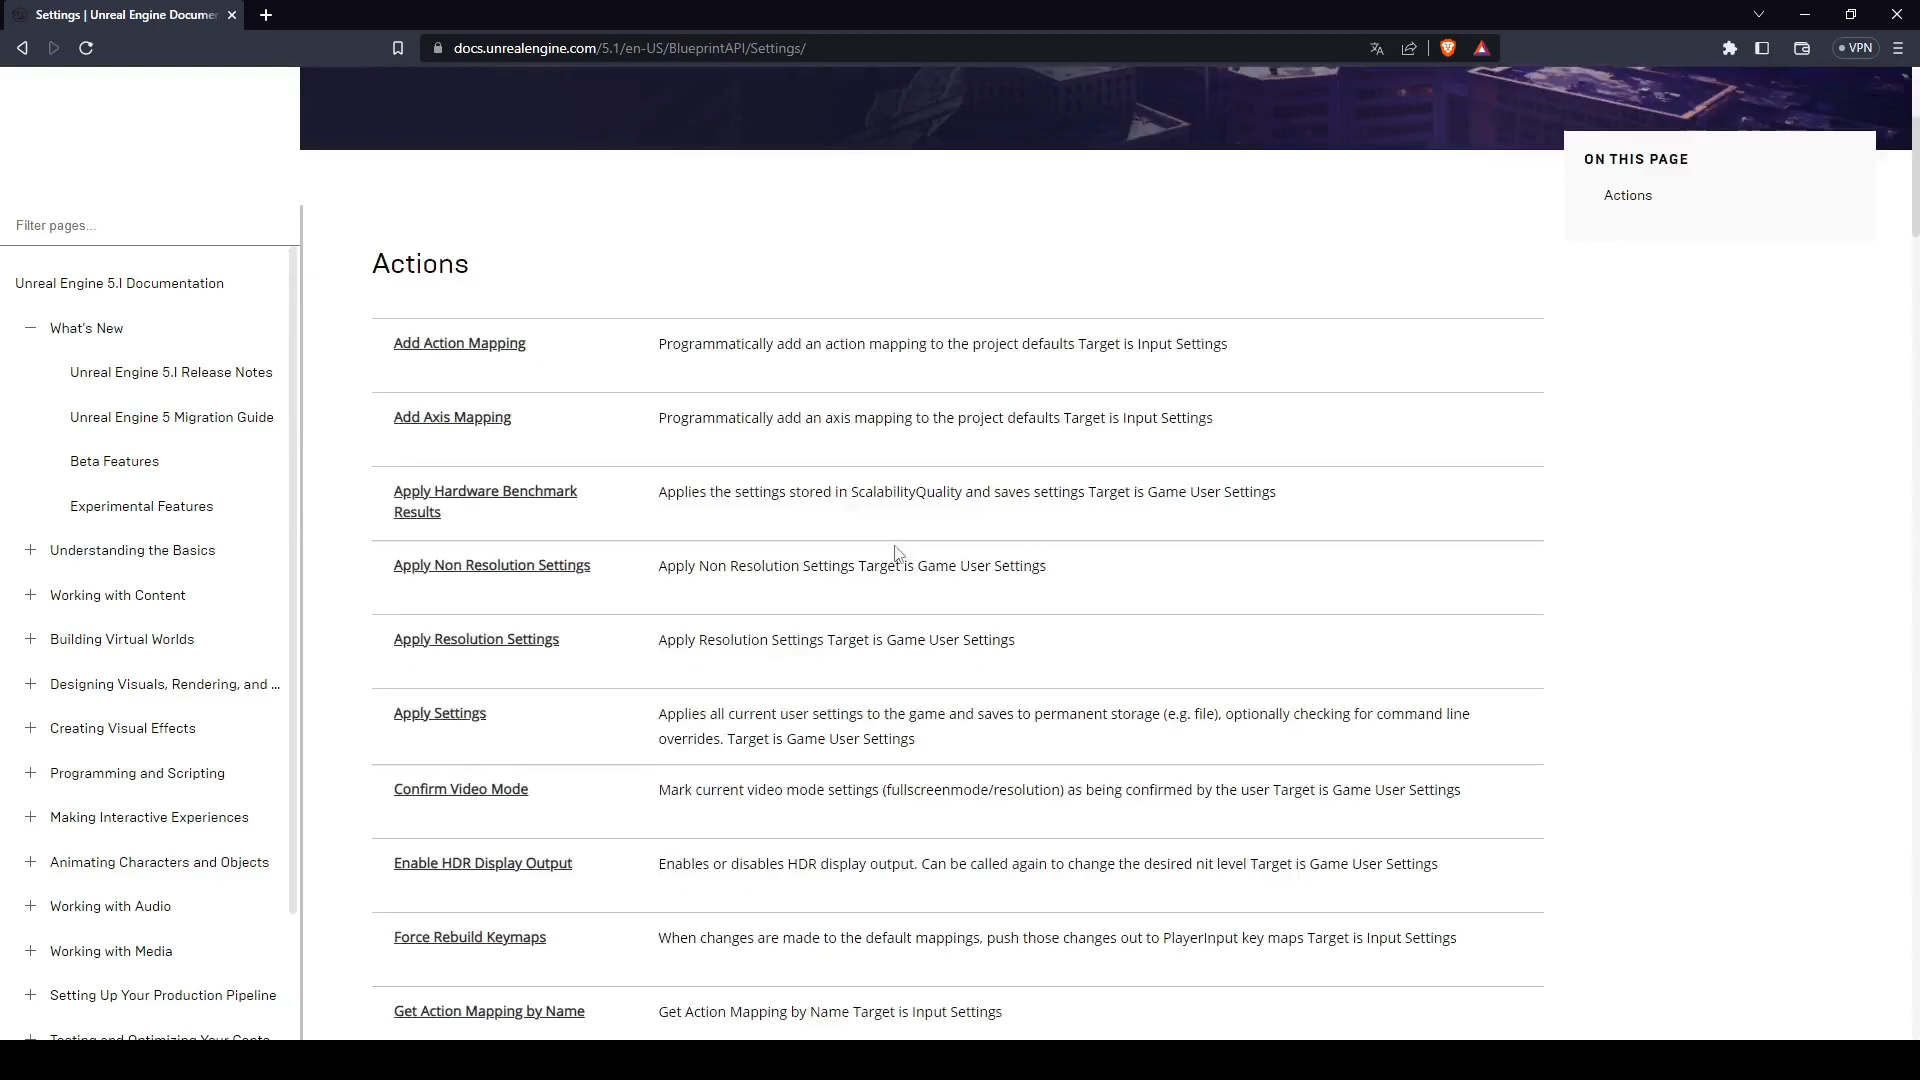 Settings | Unreal Engine Docume
docs.unrealengine.com/5.1/en-US/BlueprintAPI/Settings/
VPN
ON THIS PAGE
Actions
Filter pages...
Unreal Engine 5.1 Documentation
What's New
Unreal Engine 5.1 Release Notes
Unreal Engine 5 Migration Guide
Beta Features
Experimental Features
Understanding the Basics
Working with Content
Building Virtual Worlds
Designing Visuals, Rendering, and ...
Creating Visual Effects
Programming and Scripting
Making Interactive Experiences
Animating Characters and Objects
Working with Audio
Working with Media
Setting Up Your Production Pipeline
Testing and Optimizing Your Conte
Actions
Add Action Mapping
Programmatically add an action mapping to the project defaults Target is Input Settings
Add Axis Mapping
Programmatically add an axis mapping to the project defaults Target is Input Settings
Apply Hardware Benchmark
Results
Applies the settings stored in ScalabilityQuality and saves settings Target is Game User Settings
Apply Non Resolution Settings
Apply Non Resolution Settings Target is Game User Settings
Apply Resolution Settings
Apply Resolution Settings Target is Game User Settings
Apply Settings
Applies all current user settings to the game and saves to permanent storage (e.g. file), optionally checking for command line
overrides. Target is Game User Settings
Confirm Video Mode
Mark current video mode settings (fullscreenmode/resolution) as being confirmed by the user Target is Game User Settings
Enable HDR Display Output
Enables or disables HDR display output. Can be called again to change the desired nit level Target is Game User Settings
Force Rebuild Keymaps
When changes are made to the default mappings, push those changes out to PlayerInput key maps Target is Input Settings
Get Action Mapping by Name
Get Action Mapping by Name Target is Input Settings